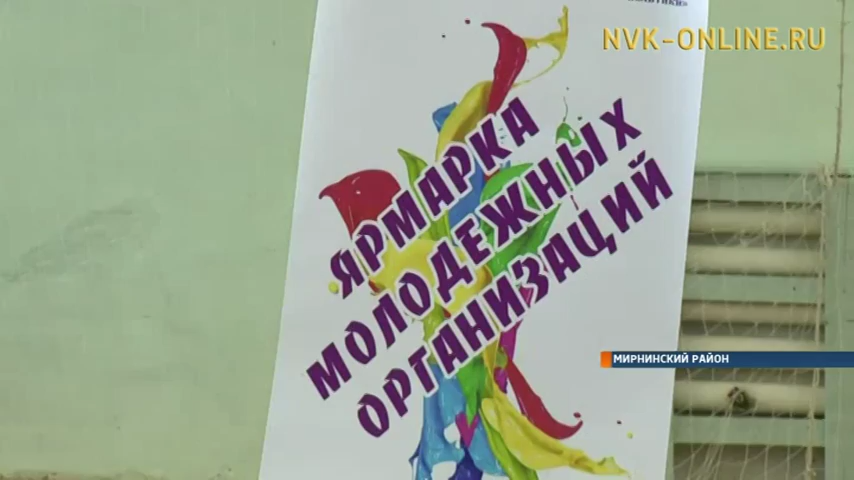 NVK-ONLINE.RU
ЯРМАРКА
МОЛОДЕЖНЫХ
ОРГАНИЗАЦИЙ
МИРНИНСКИЙ РАЙОН